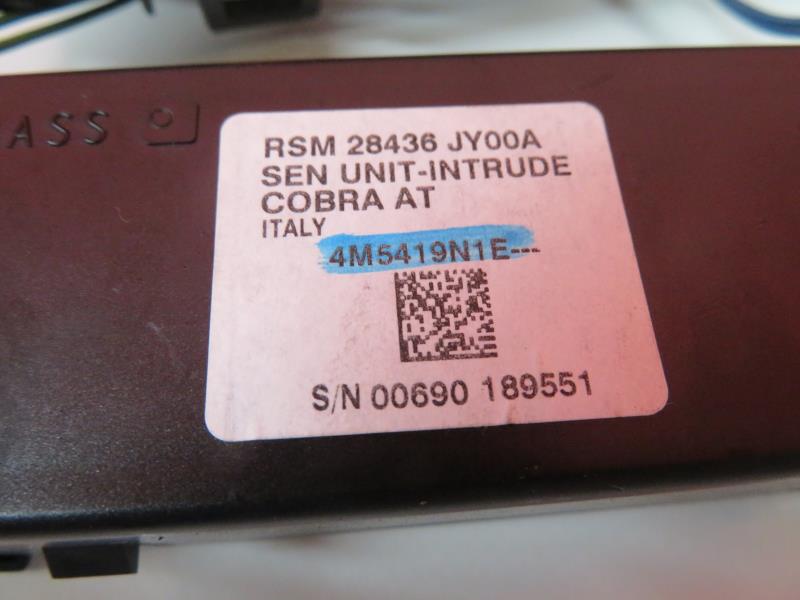 ASS
RSM 28436 JY00A
SEN UNIT-INTRUDE
COBRA AT
ITALY
4M5419N1E---
S/N 00690 189551